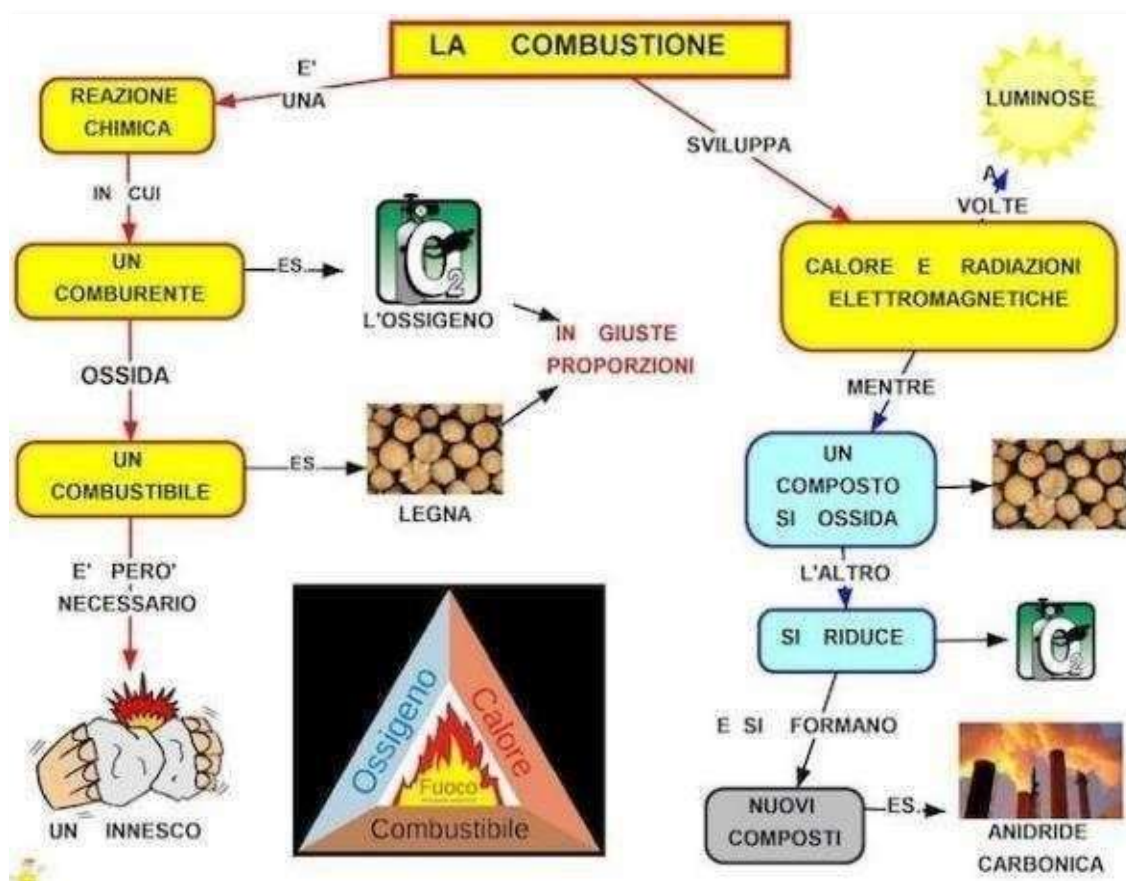 LA COMBUSTIONE
E'
UNA
REAZIONE
CHIMICA
IN CUI
UN
COMBURENTE
ES.
O2
L'OSSIGENO
OSSIDA
UN
COMBUSTIBILE
ES.
LEGNA
IN GIUSTE
PROPORZIONI
E' PERO'
NECESSARIO
UN INNESCO
Ossigeno
Calore
Fuoco
Combustibile
SVILUPPA
CALORE E RADIAZIONI
ELETTROMAGNETICHE
A
VOLTE
LUMINOSE
MENTRE
UN
COMPOSTO
SI OSSIDA
L'ALTRO
SI RIDUCE
O2
E SI FORMANO
NUOVI
COMPOSTI
ES.
ANIDRIDE
CARBONICA